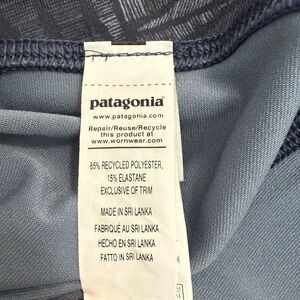 patagonia
www.patagonia.com
Repair/Reuse/Recycle
this product at
www.wornwear.com
85% RECYCLED POLYESTER,
15% ELASTANE
EXCLUSIVE OF TRIM
MADE IN SRI LANKA
FABRIQUÉ AU SRI LANKA
HECHO EN SRI LANKA
FATTO IN SRI LANKA